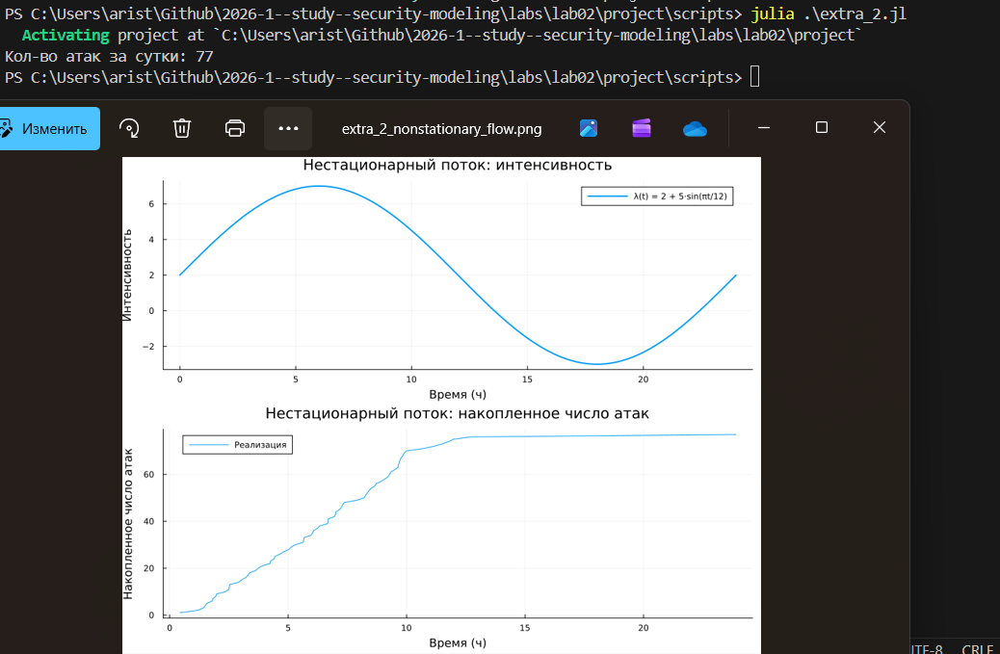 PS C:\Users\arist\Github\2026-1--study--security-modeling\labs\lab02\project\scripts> julia .\extra_2.jl
Activating project at `C:\Users\arist\Github\2026-1--study--security-modeling\labs\lab02\project`
Кол-во атак за сутки: 77
PS C:\Users\arist\Github\2026-1--study--security-modeling\labs\lab02\project\scripts>
Изменить
extra_2_nonstationary_flow.png
Нестационарный поток: интенсивность
λ(t) = 2 + 5·sin(πt/12)
Интенсивность
6
4
2
0
−2
0 5 10 15 20
Время (ч)
Нестационарный поток: накопленное число атак
Реализация
Накопленное число атак
60
40
20
0
0 5 10 15 20
Время (ч)
CRLF